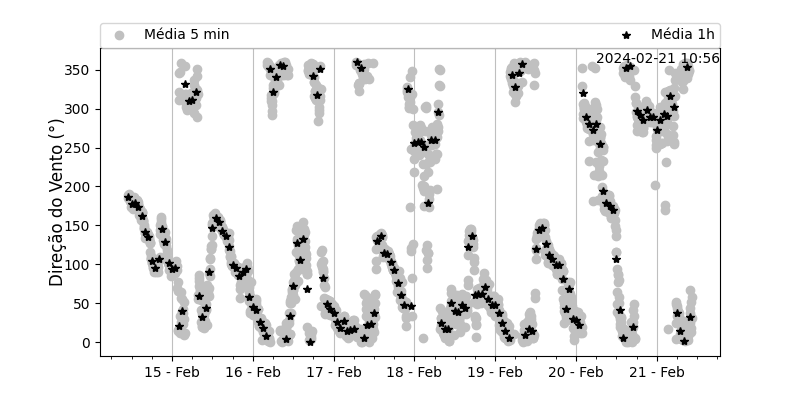 Média 5 min
Média 1h
2024-02-21 10:56
Direção do Vento (°)
350
300
250
200
150
100
50
0
15 - Feb
16 - Feb
17 - Feb
18 - Feb
19 - Feb
20 - Feb
21 - Feb